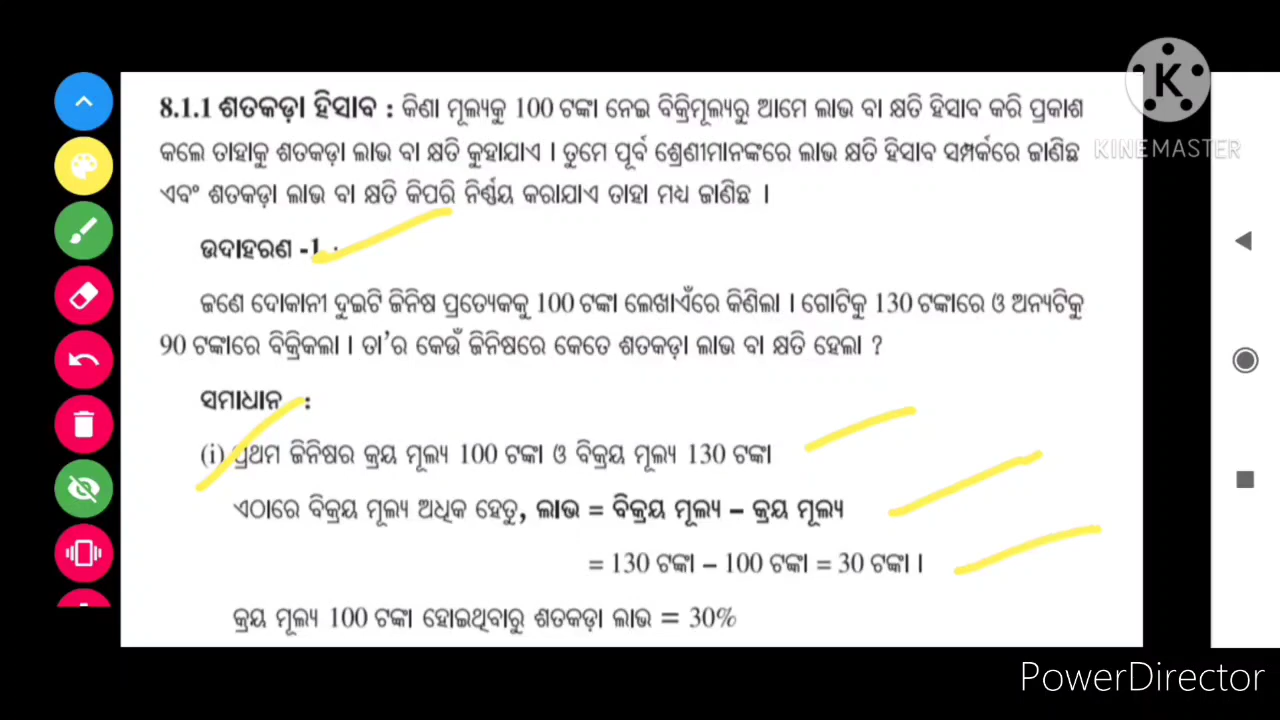 8.1.1 ଶତକଡ଼ା ହିସାବ : କିଣା ମୂଲ୍ୟକୁ 100 ଟଙ୍କା ନେଇ ବିକ୍ରିମୂଲ୍ୟରୁ ଆମେ ଲାଭ ବା କ୍ଷତି ହିସାବ କରି ପ୍ରକାଶ
କଲେ ତାହାକୁ ଶତକଡ଼ା ଲାଭ ବା କ୍ଷତି କୁହାଯାଏ । ତୁମେ ପୂର୍ବ ଶ୍ରେଣୀମାନଙ୍କରେ ଲାଭ କ୍ଷତି ହିସାବ ସମ୍ପର୍କରେ ଜାଣିଛ
ଏବଂ ଶତକଡ଼ା ଲାଭ ବା କ୍ଷତି କିପରି ନିର୍ଣ୍ଣୟ କରାଯାଏ ତାହା ମଧ୍ୟ ଜାଣିଛ ।
ଉଦାହରଣ -1 :
ଜଣେ ଦୋକାନୀ ଦୁଇଟି ଜିନିଷ ପ୍ରତ୍ୟେକକୁ 100 ଟଙ୍କା ଲେଖାଏଁରେ କିଣିଲା । ଗୋଟିକୁ 130 ଟଙ୍କାରେ ଓ ଅନ୍ୟଟିକୁ
90 ଟଙ୍କାରେ ବିକ୍ରିକଲା । ତା'ର କେଉଁ ଜିନିଷରେ କେତେ ଶତକଡ଼ା ଲାଭ ବା କ୍ଷତି ହେଲା ?
ସମାଧାନ :
(i) ପ୍ରଥମ ଜିନିଷର କ୍ରୟ ମୂଲ୍ୟ 100 ଟଙ୍କା ଓ ବିକ୍ରୟ ମୂଲ୍ୟ 130 ଟଙ୍କା
ଏଠାରେ ବିକ୍ରୟ ମୂଲ୍ୟ ଅଧିକ ହେତୁ, ଲାଭ = ବିକ୍ରୟ ମୂଲ୍ୟ – କ୍ରୟ ମୂଲ୍ୟ
= 130 ଟଙ୍କା – 100 ଟଙ୍କା = 30 ଟଙ୍କା ।
କ୍ରୟ ମୂଲ୍ୟ 100 ଟଙ୍କା ହୋଇଥିବାରୁ ଶତକଡ଼ା ଲାଭ = 30%
K
KINEMASTER
PowerDirector